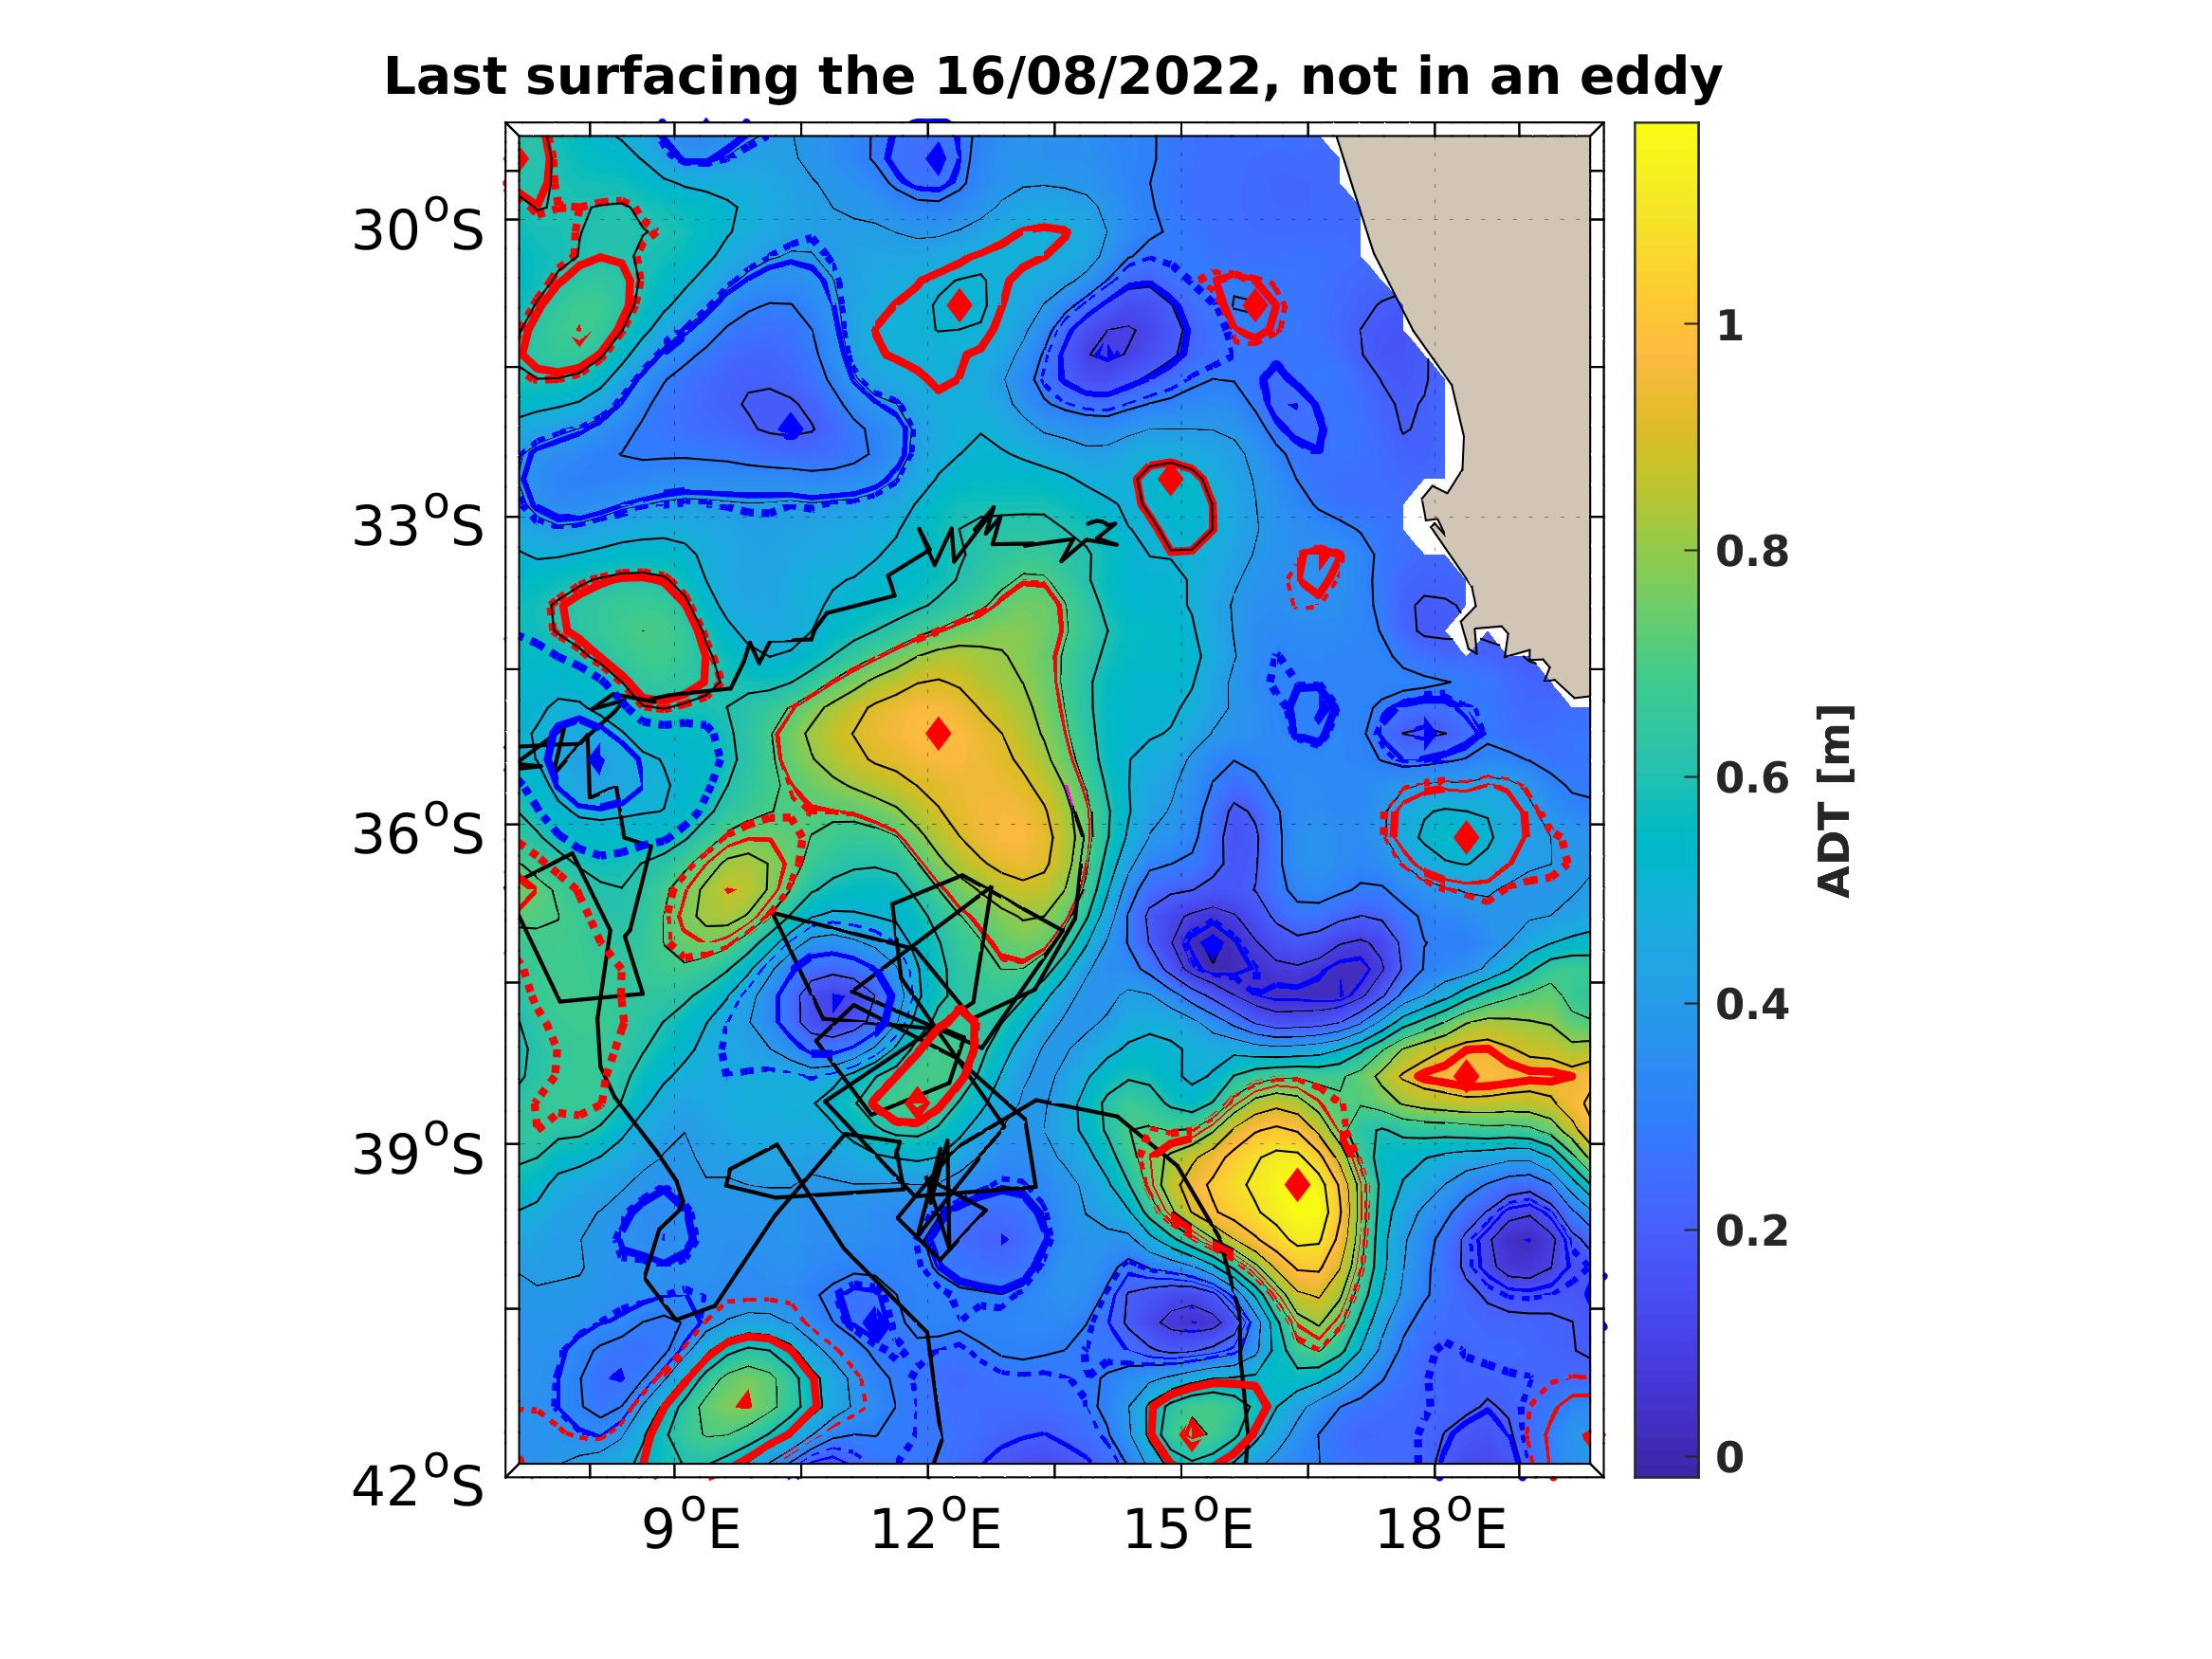 Last surfacing the 16/08/2022, not in an eddy
30°S
33°S
36°S
39°S
42°S
9°E
12°E
15°E
18°E
1
0.8
0.6
0.4
0.2
0
ADT [m]